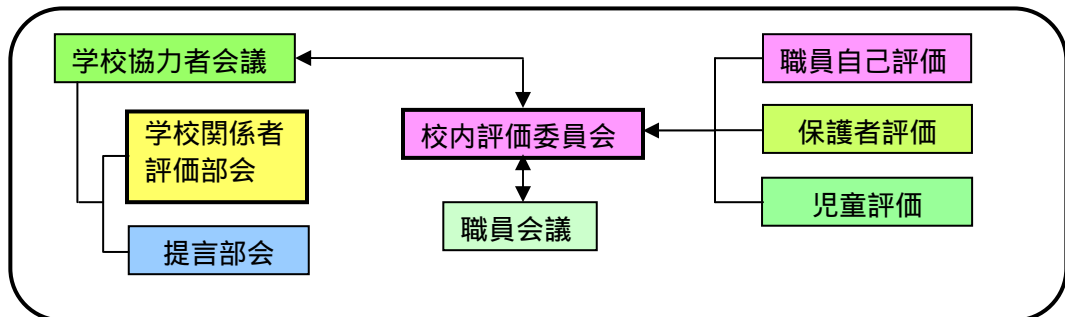 学校協力者会議
学校関係者
評価部会
提言部会
校内評価委員会
職員会議
職員自己評価
保護者評価
児童評価